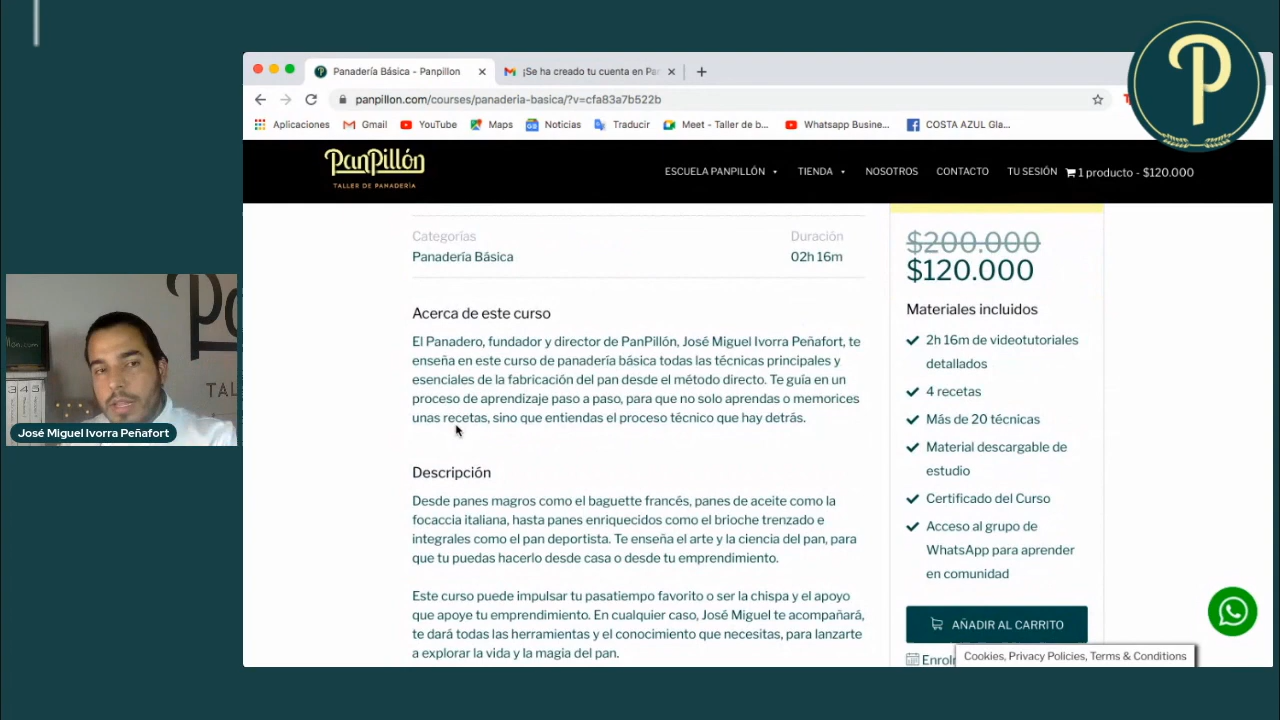 Panadería Básica - Panpillon
¡Se ha creado tu cuenta en Pan
panpillon.com/courses/panaderia-basica/?v=cfa83a7b522b
Aplicaciones
Gmail
YouTube
Maps
Noticias
Traducir
Meet - Taller de b...
Whatsapp Busine...
COSTA AZUL Gla...
P
PanPillón
TALLER DE PANADERÍA
ESCUELA PANPILLÓN
TIENDA
NOSOTROS
CONTACTO
TU SESIÓN
1 producto - $120.000
Categorías
Duración
Panadería Básica
02h 16m
Acerca de este curso
El Panadero, fundador y director de PanPillón, José Miguel Ivorra Peñafort, te
enseña en este curso de panadería básica todas las técnicas principales y
esenciales de la fabricación del pan desde el método directo. Te guía en un
proceso de aprendizaje paso a paso, para que no solo aprendas o memorices
unas recetas, sino que entiendas el proceso técnico que hay detrás.
Descripción
Desde panes magros como el baguette francés, panes de aceite como la
focaccia italiana, hasta panes enriquecidos como el brioche trenzado e
integrales como el pan deportista. Te enseña el arte y la ciencia del pan, para
que tu puedas hacerlo desde casa o desde tu emprendimiento.
Este curso puede impulsar tu pasatiempo favorito o ser la chispa y el apoyo
que apoye tu emprendimiento. En cualquier caso, José Miguel te acompañará,
te dará todas las herramientas y el conocimiento que necesitas, para lanzarte
a explorar la vida y la magia del pan.
$200.000
$120.000
Materiales incluidos
2h 16m de videotutoriales
detallados
4 recetas
Más de 20 técnicas
Material descargable de
estudio
Certificado del Curso
Acceso al grupo de
WhatsApp para aprender
en comunidad
AÑADIR AL CARRITO
Cookies, Privacy Policies, Terms & Conditions
José Miguel Ivorra Peñafort